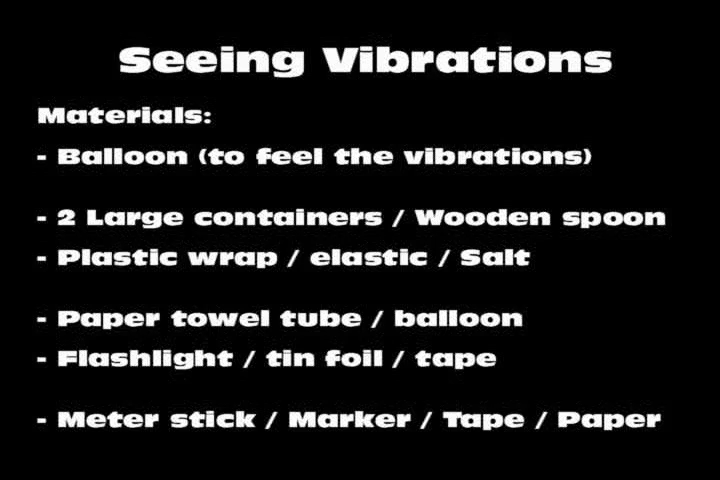 Seeing Vibrations
Materials:
- Balloon (to feel the vibrations)
- 2 Large containers / Wooden spoon
- Plastic wrap / elastic / Salt
- Paper towel tube / balloon
- Flashlight / tin foil / tape
- Meter stick / Marker / Tape / Paper